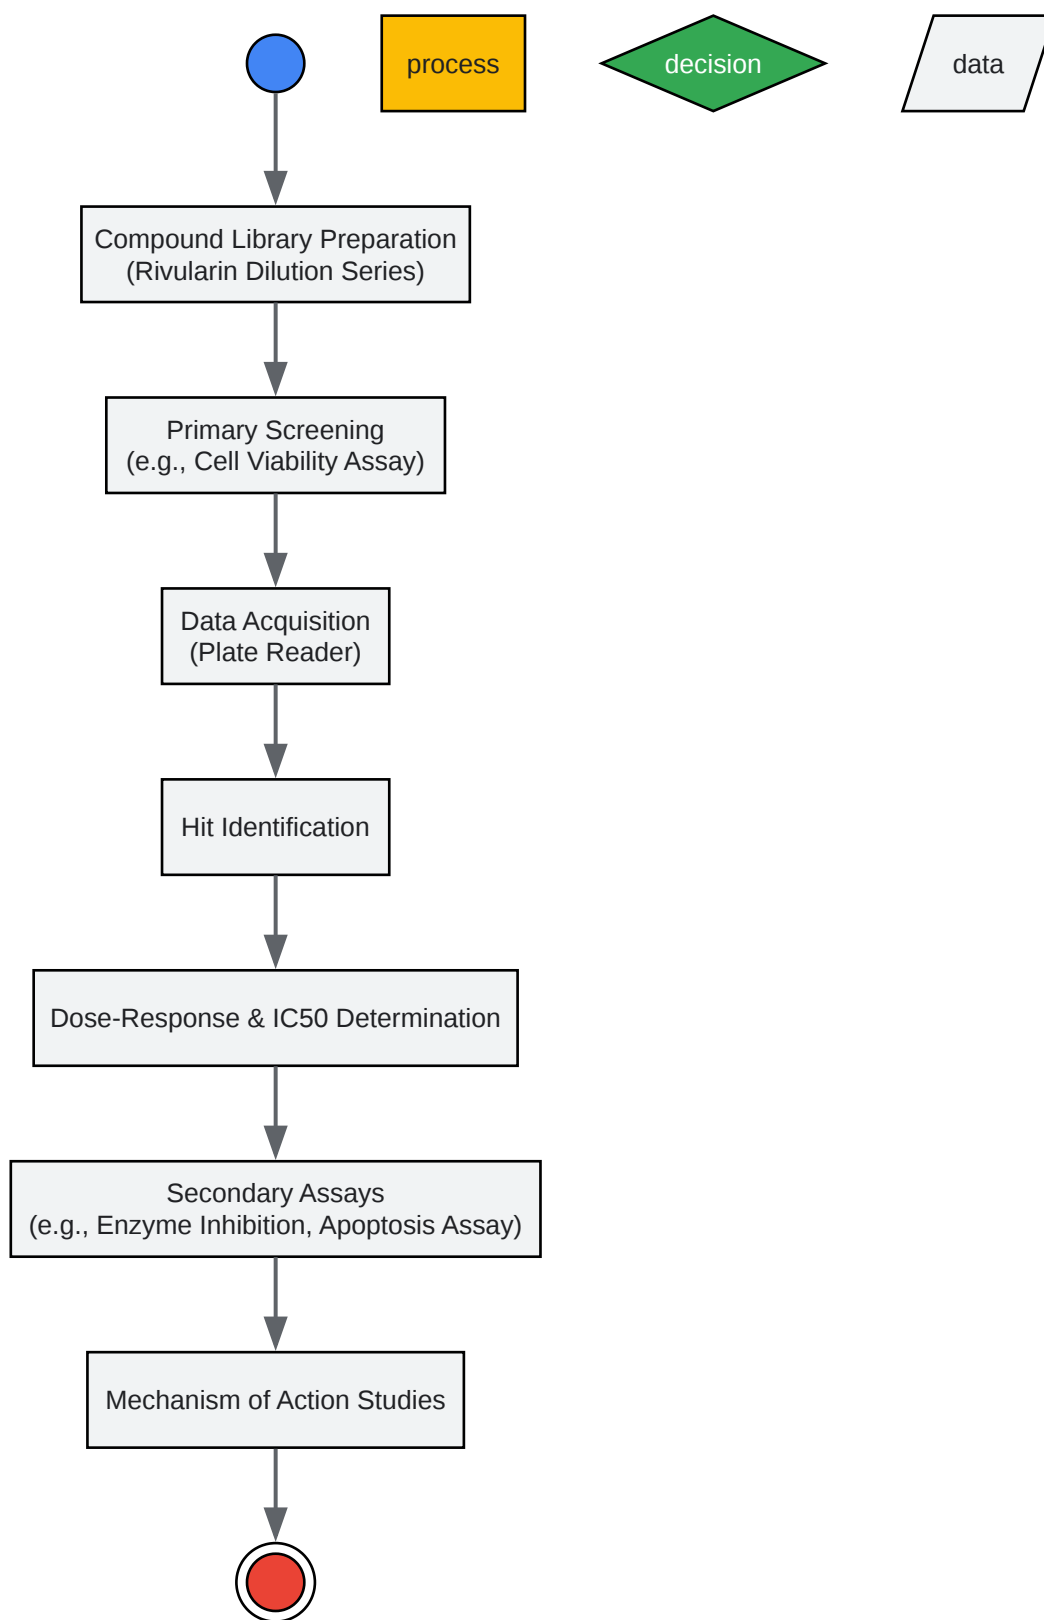 process
decision
data
Compound Library Preparation
(Rivularin Dilution Series)
Primary Screening
(e.g., Cell Viability Assay)
Data Acquisition
(Plate Reader)
Hit Identification
Dose-Response & IC50 Determination
Secondary Assays
(e.g., Enzyme Inhibition, Apoptosis Assay)
Mechanism of Action Studies